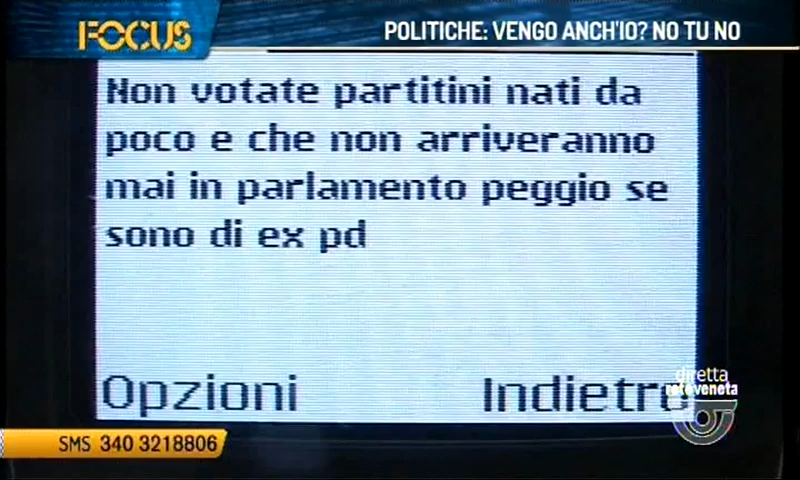 FOCUS
POLITICHE: VENGO ANCH'IO? NO TU NO
Non votate partitini nati da
poco e che non arriveranno
mai in parlamento peggio se
sono di ex pd
Opzioni Indietro
diretta
reteveneta
SMS 340 3218806